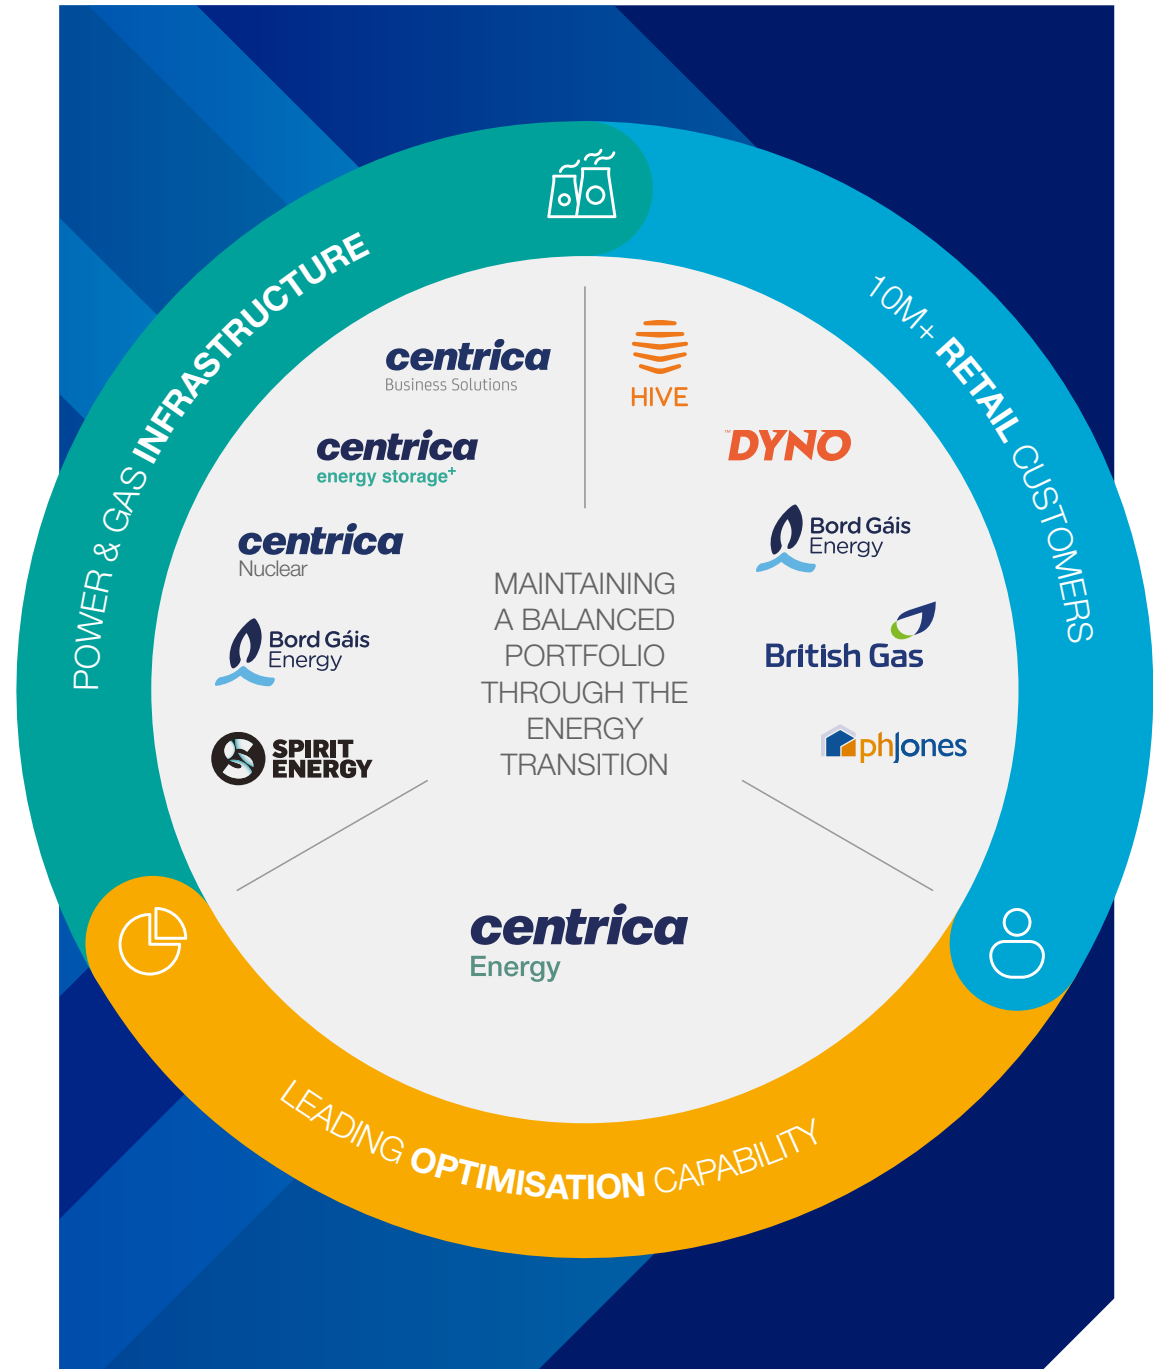 POWER & GAS INFRASTRUCTURE
10M+ RETAIL CUSTOMERS
LEADING OPTIMISATION CAPABILITY
centrica
Business Solutions
centrica
energy storage+
centrica
Nuclear
Bord Gáis
Energy
SPIRIT
ENERGY
HIVE
™DYNO
Bord Gáis
Energy
British Gas
phJones
MAINTAINING
A BALANCED
PORTFOLIO
THROUGH THE
ENERGY
TRANSITION
centrica
Energy